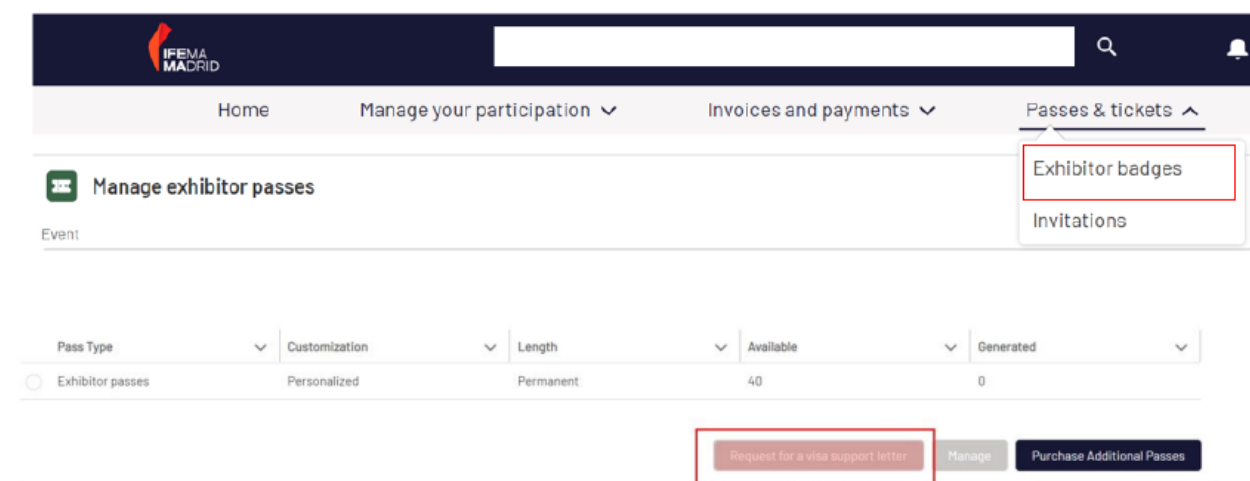 IFEMA
MADRID
Home Manage your participation Invoices and payments Passes & tickets
Exhibitor badges
Manage exhibitor passes
Invitations
Event
Pass Type Customization Length Available Generated
Exhibitor passes Personalized Permanent 40 0
Request for a visa support letter Manage Purchase Additional Passes